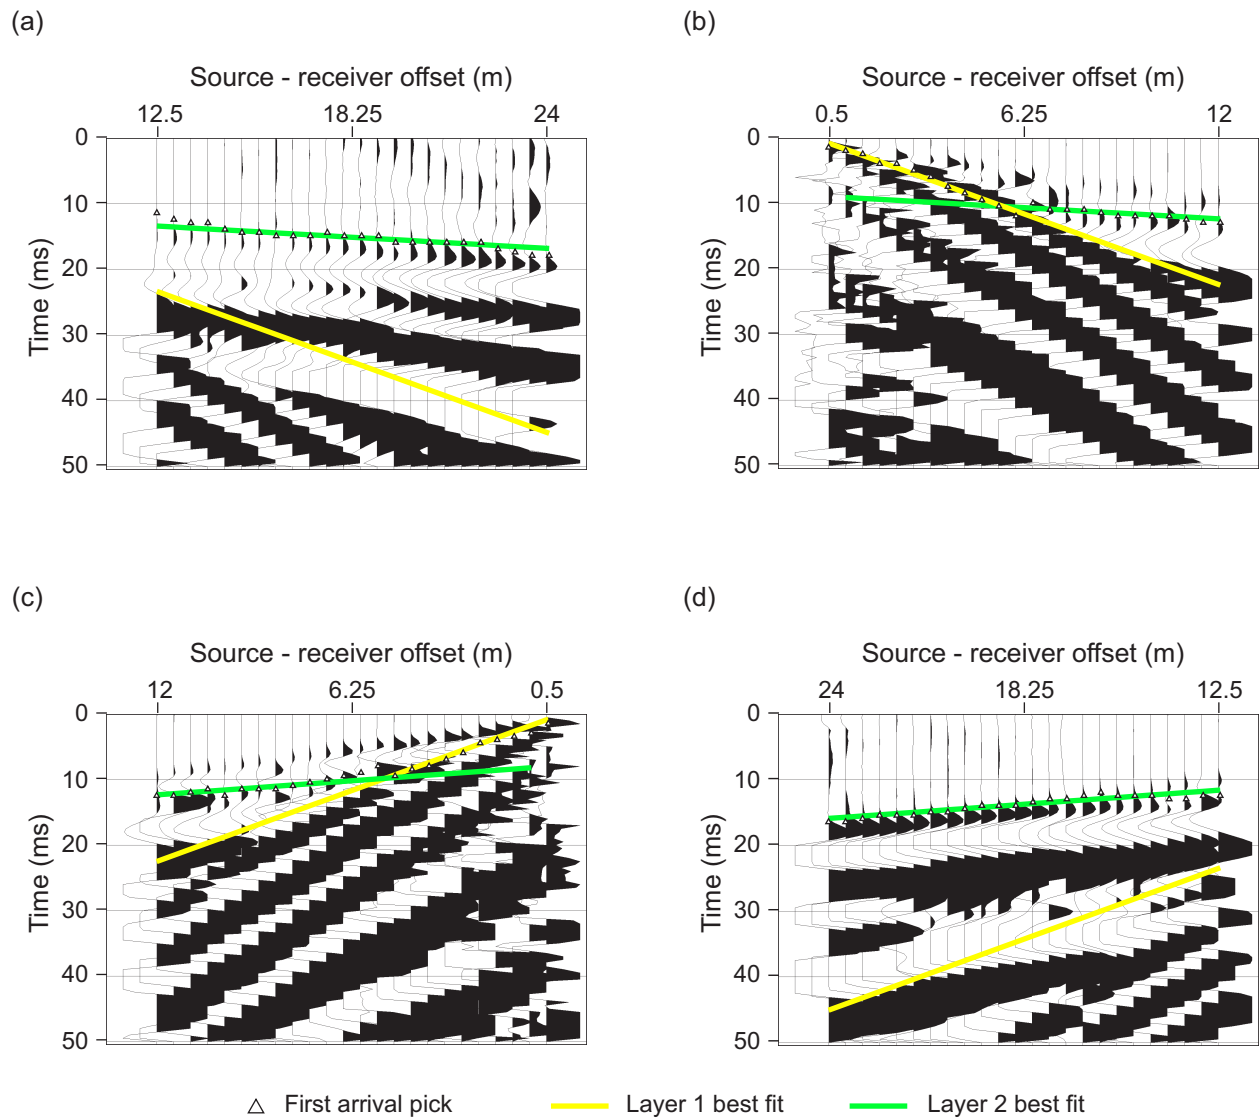 (a)
Source - receiver offset (m)
12.5 18.25 24
Time (ms)
0
10
20
30
40
50
(b)
Source - receiver offset (m)
0.5 6.25 12
Time (ms)
0
10
20
30
40
50
(c)
Source - receiver offset (m)
12 6.25 0.5
Time (ms)
0
10
20
30
40
50
(d)
Source - receiver offset (m)
24 18.25 12.5
Time (ms)
0
10
20
30
40
50
First arrival pick Layer 1 best fit Layer 2 best fit